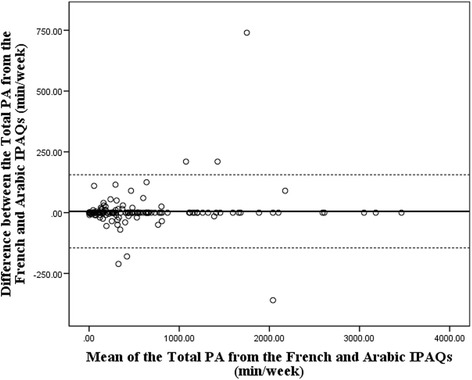 Difference between the Total PA from the
French and Arabic IPAQs (min/week)
750.00
500.00
250.00
.00
-250.00
.00 1000.00 2000.00 3000.00 4000.00
Mean of the Total PA from the French and Arabic IPAQs
(min/week)